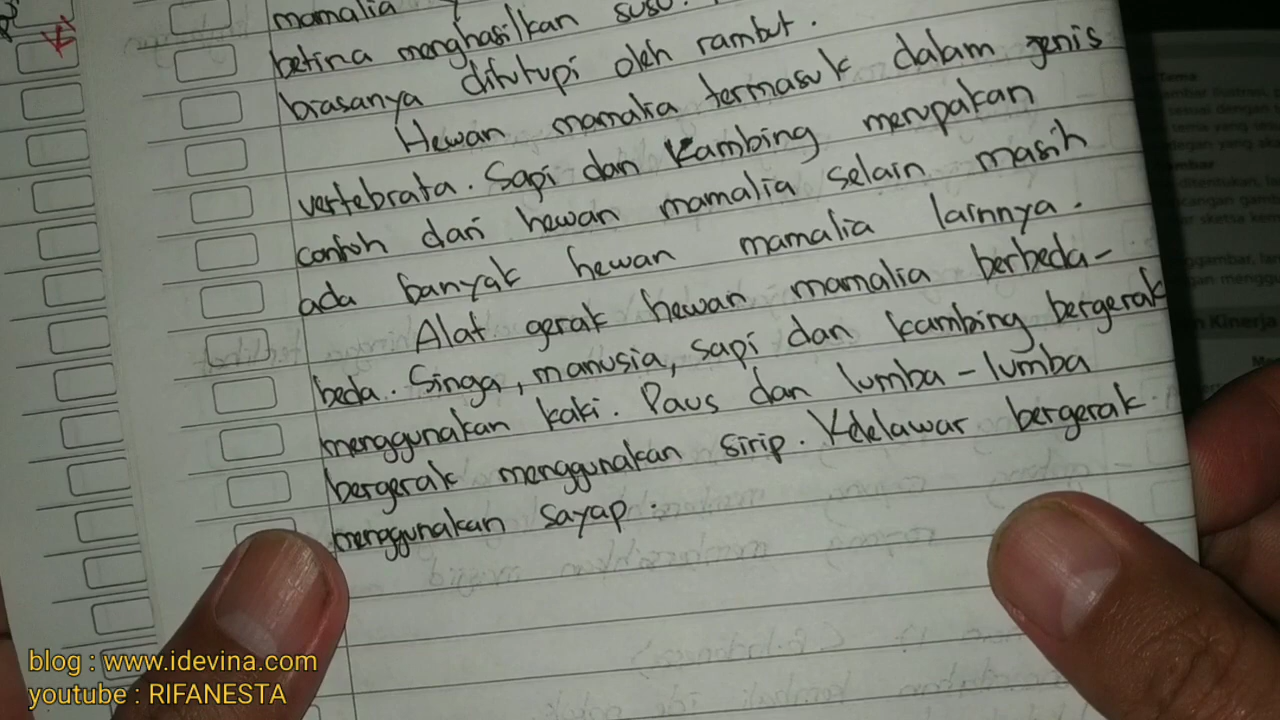 mamalia
betina menghasilkan susu.
biasanya ditutupi oleh rambut.
Hewan mamalia termasuk dalam jenis
vertebrata. Sapi dan Kambing merupakan
contoh dari hewan mamalia selain masih
ada banyak hewan mamalia lainnya.
Alat gerak hewan mamalia berbeda-
beda. Singa, manusia, sapi dan kambing bergerak
menggunakan kaki. Paus dan lumba-lumba
bergerak menggunakan sirip. Kelelawar bergerak
menggunakan sayap.
blog : www.idevina.com
youtube : RIFANESTA